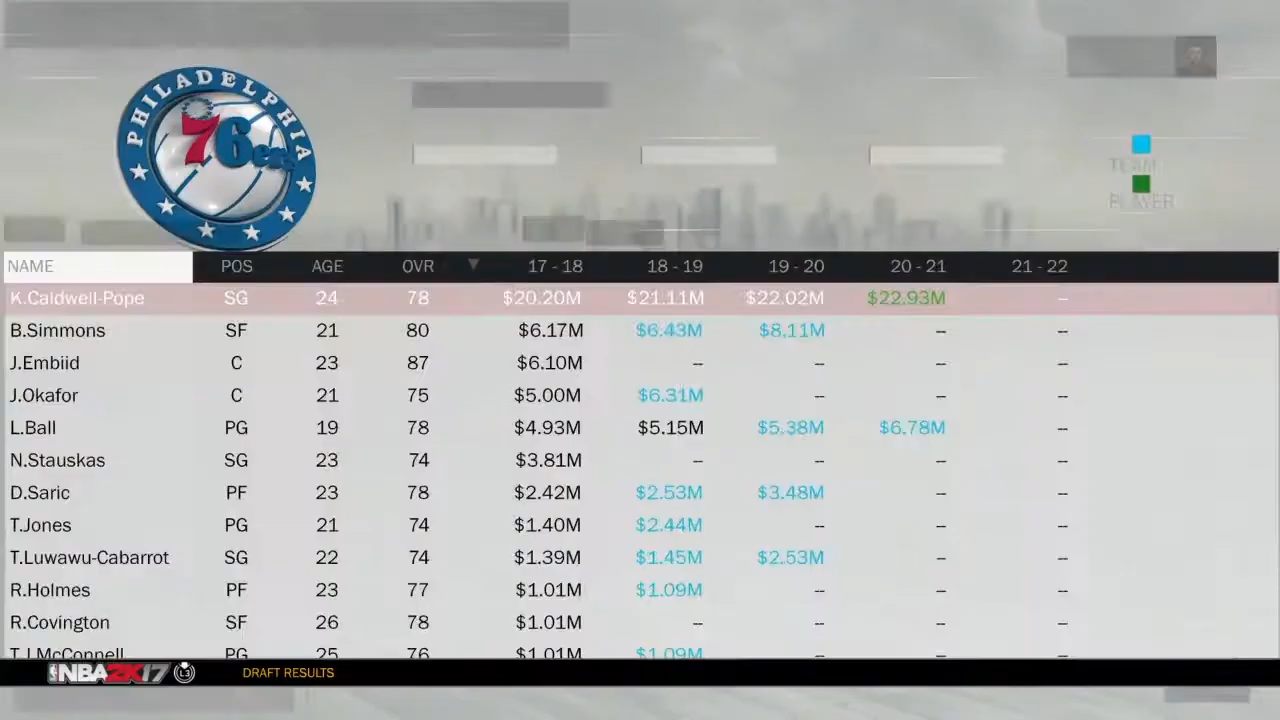 PHILADELPHIA
76ers
TEAM
PLAYER
NAME POS AGE OVR 17 - 18 18 - 19 19 - 20 20 - 21 21 - 22
K.Caldwell-Pope SG 24 78 $20.20M $21.11M $22.02M $22.93M --
B.Simmons SF 21 80 $6.17M $6.43M $8.11M -- --
J.Embiid C 23 87 $6.10M -- -- -- --
J.Okafor C 21 75 $5.00M $6.31M -- -- --
L.Ball PG 19 78 $4.93M $5.15M $5.38M $6.78M --
N.Stauskas SG 23 74 $3.81M -- -- -- --
D.Saric PF 23 78 $2.42M $2.53M $3.48M -- --
T.Jones PG 21 74 $1.40M $2.44M -- -- --
T.Luwawu-Cabarrot SG 22 74 $1.39M $1.45M $2.53M -- --
R.Holmes PF 23 77 $1.01M $1.09M -- -- --
R.Covington SF 26 78 $1.01M -- -- -- --
T.J.McConnell PG 25 76 $1.01M $1.09M -- -- --
NBA2K17 L3 DRAFT RESULTS